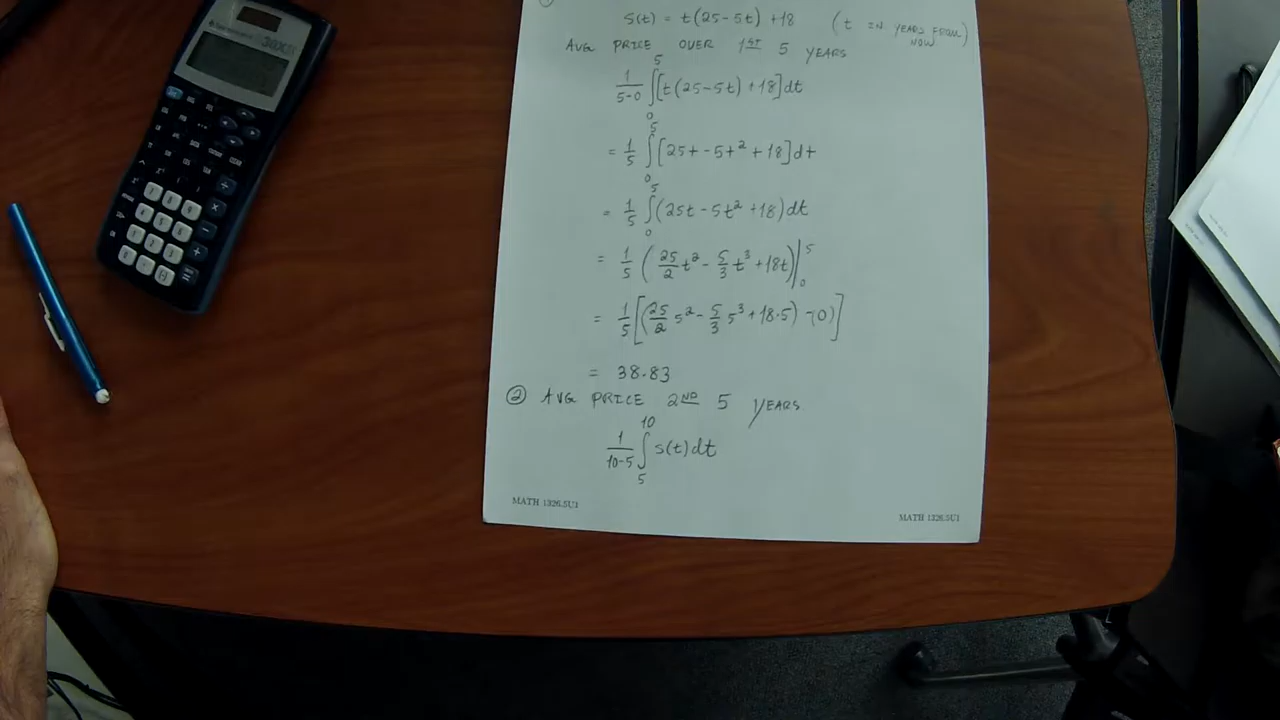 S(t) = t(25-5t) +18 (t IN YEARS FROM NOW)
AVG PRICE OVER 1ST 5 YEARS
1/(5-0) ∫₀⁵ [t(25-5t) +18]dt
= 1/5 ∫₀⁵ [25t-5t² +18]dt
= 1/5 ∫₀⁵ (25t-5t² +18)dt
= 1/5 (25/2 t² - 5/3 t³ +18t)|₀⁵
= 1/5 [(25/2 5² - 5/3 5³ +18·5) -(0)]
= 38.83
② AVG PRICE 2ND 5 YEARS
1/(10-5) ∫₅¹⁰ s(t)dt
MATH 1326.5U1
MATH 1326.5U1